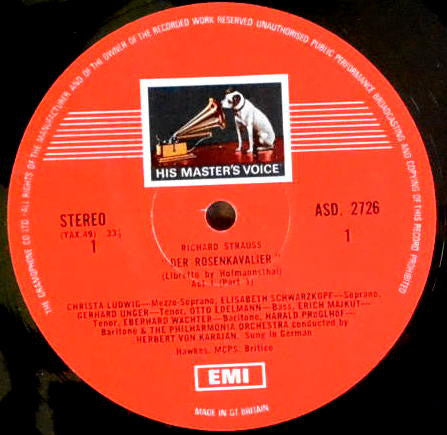 THE GRAMOPHONE CO LTD · ALL RIGHTS OF THE MANUFACTURER AND OF THE OWNER OF THE RECORDED WORK RESERVED UNAUTHORISED PUBLIC PERFORMANCE BROADCASTING AND COPYING OF THIS RECORD PROHIBITED
HIS MASTER'S VOICE
STEREO
ASD. 2726
(TAX.49) 33⅓
1
1
RICHARD STRAUSS
"DER ROSENKAVALIER"
(Libretto by Hofmannsthal)
Act 1 (Part 1)
CHRISTA LUDWIG—Mezzo-Soprano, ELISABETH SCHWARZKOPF—Soprano,
GERHARD UNGER—Tenor, OTTO EDELMANN—Bass, ERICH MAJKUT—
Tenor, EBERHARD WÄCHTER—Baritone, HARALD PRÖGLHÖF—
Baritone & THE PHILHARMONIA ORCHESTRA conducted by
HERBERT VON KARAJAN. Sung in German
Hawkes, MCPS, Britico
EMI
MADE IN GT BRITAIN